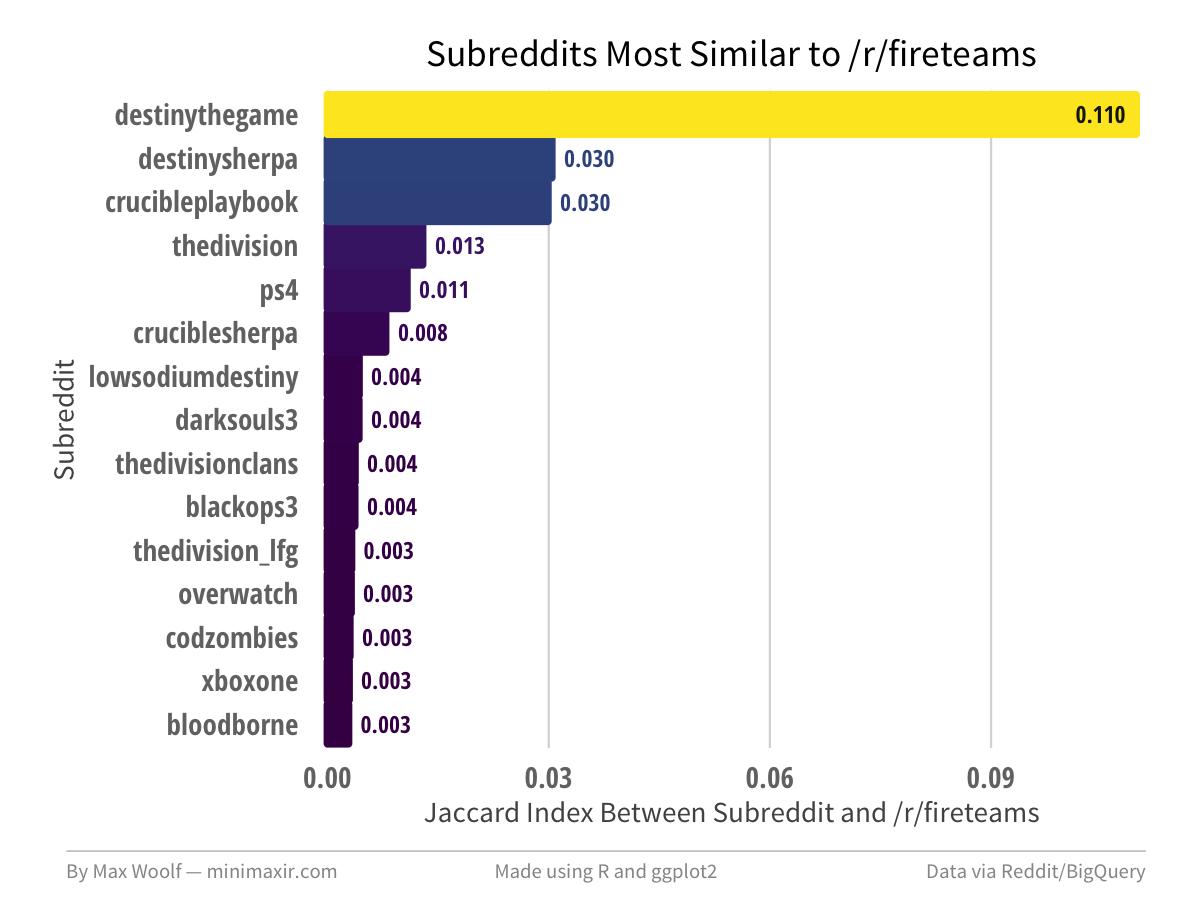 Subreddits Most Similar to /r/fireteams
destinythegame 0.110
destinysherpa 0.030
crucibleplaybook 0.030
thedivision 0.013
ps4 0.011
cruciblesherpa 0.008
lowsodiumdestiny 0.004
darksouls3 0.004
thedivisionclans 0.004
blackops3 0.004
thedivision_lfg 0.003
overwatch 0.003
codzombies 0.003
xboxone 0.003
bloodborne 0.003
Subreddit
0.00 0.03 0.06 0.09
Jaccard Index Between Subreddit and /r/fireteams
By Max Woolf — minimaxir.com Made using R and ggplot2 Data via Reddit/BigQuery